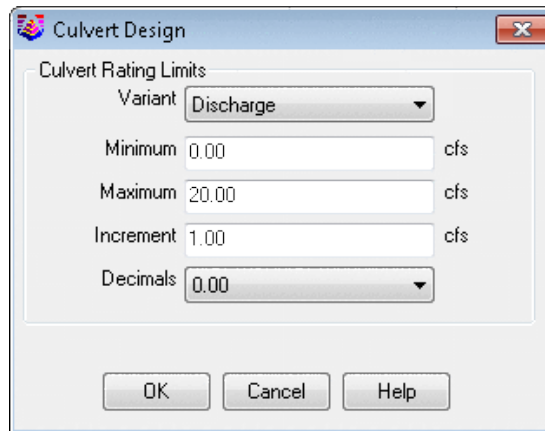 Culvert Design
Culvert Rating Limits
Variant Discharge
Minimum 0.00 cfs
Maximum 20.00 cfs
Increment 1.00 cfs
Decimals 0.00
OK Cancel Help